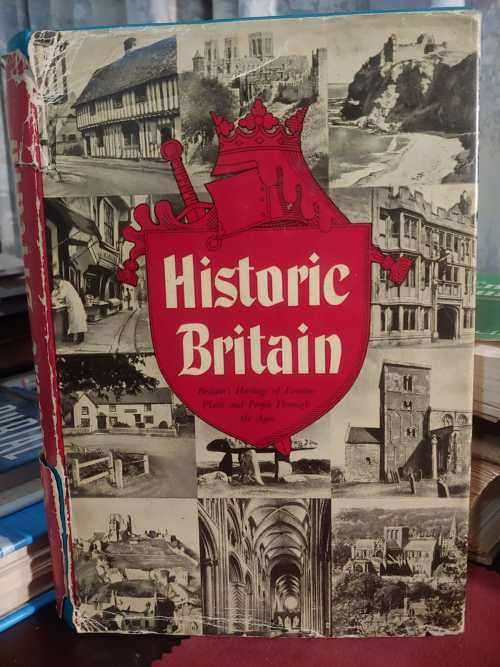 Historic
Britain
Britain's Heritage of Famous
Places and People Through
the Ages